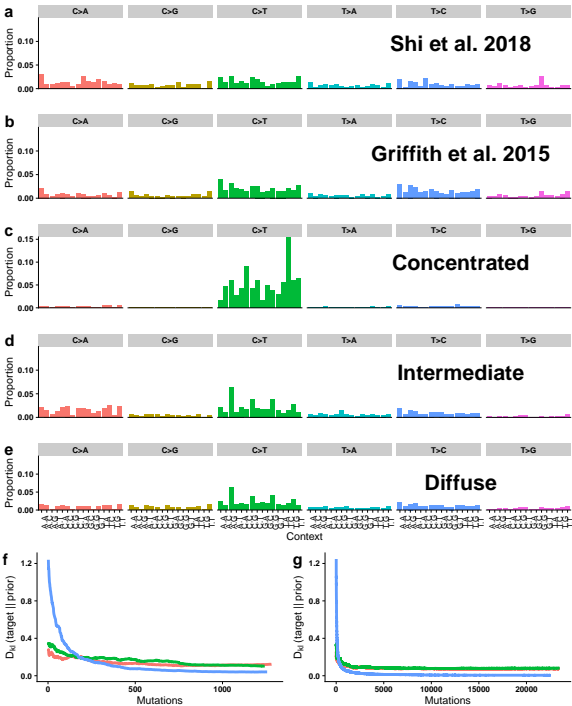 a
C>A C>G C>T T>A T>C T>G
Proportion
0.10
0.05
0.00
Shi et al. 2018
b
C>A C>G C>T T>A T>C T>G
Proportion
0.10
0.05
0.00
Griffith et al. 2015
c
C>A C>G C>T T>A T>C T>G
Proportion
0.15
0.10
0.05
0.00
Concentrated
d
C>A C>G C>T T>A T>C T>G
Proportion
0.10
0.05
0.00
Intermediate
e
C>A C>G C>T T>A T>C T>G
Proportion
0.10
0.05
0.00
Diffuse
Context
f
Dkl (target || prior)
1.2
0.8
0.4
0.0
0 500 1000
Mutations
g
Dkl (target || prior)
1.2
0.8
0.4
0.0
0 5000 10000 15000 20000
Mutations